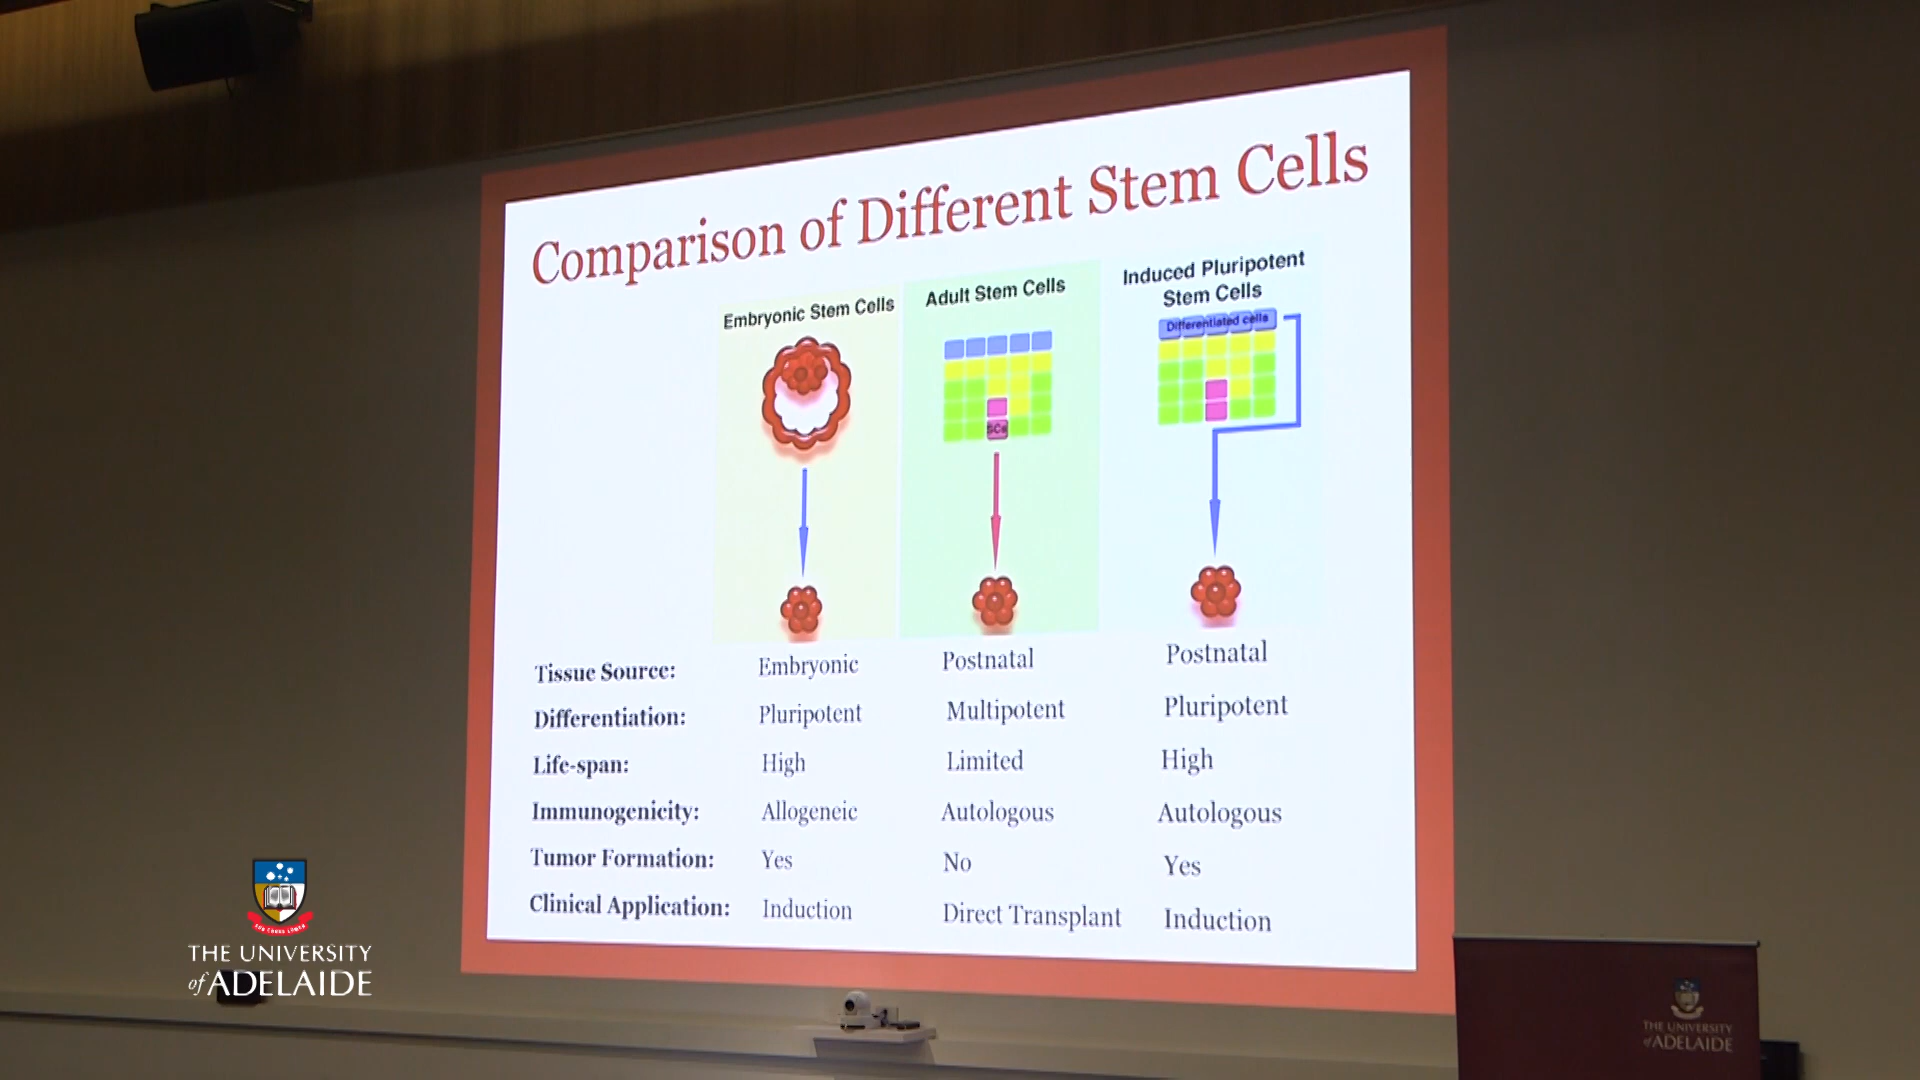 Comparison of Different Stem Cells
Embryonic Stem Cells
Adult Stem Cells
Induced Pluripotent
Stem Cells
Differentiated cells
SCs
Tissue Source: Embryonic Postnatal Postnatal
Differentiation: Pluripotent Multipotent Pluripotent
Life-span: High Limited High
Immunogenicity: Allogeneic Autologous Autologous
Tumor Formation: Yes No Yes
Clinical Application: Induction Direct Transplant Induction
THE UNIVERSITY
of ADELAIDE
THE UNIVERSITY
of ADELAIDE